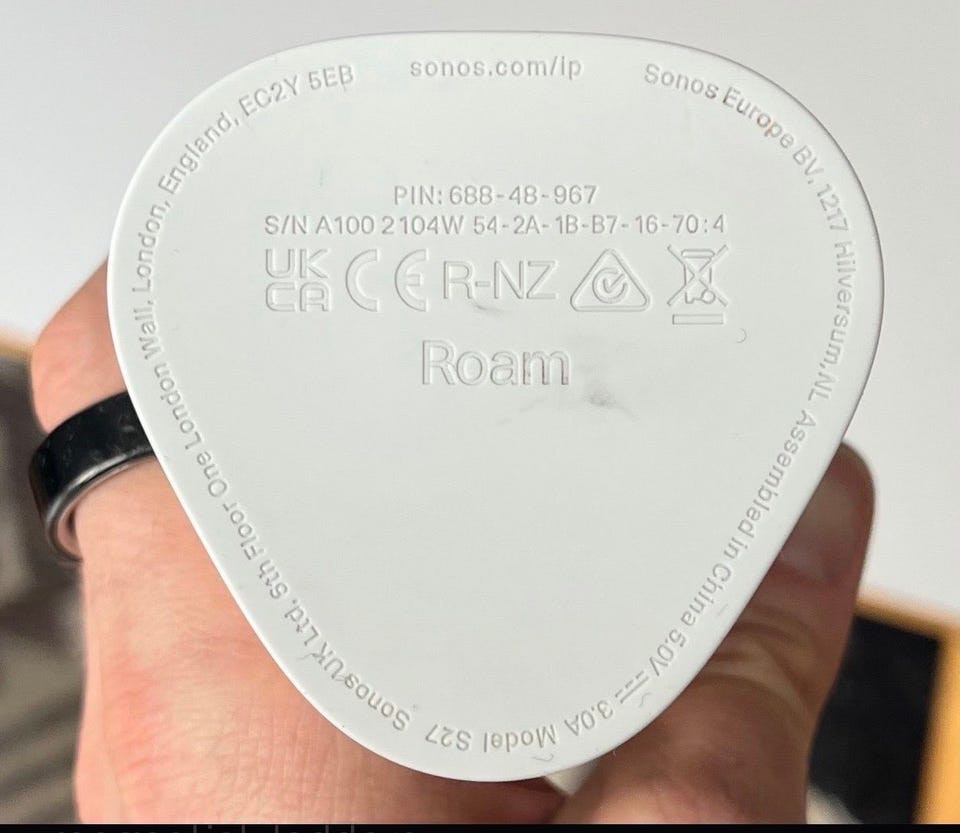 sonos.com/ip
Sonos Europe BV, 1217 Hilversum,NL Assembled in China 5.0V ⎓ 3.0A Model S27
Sonos UK Ltd, 5th Floor One London Wall, London, England, EC2Y 5EB
PIN: 688-48-967
S/N A100 2104W 54-2A-1B-B7-16-70:4
UK
CA CE R-NZ
Roam